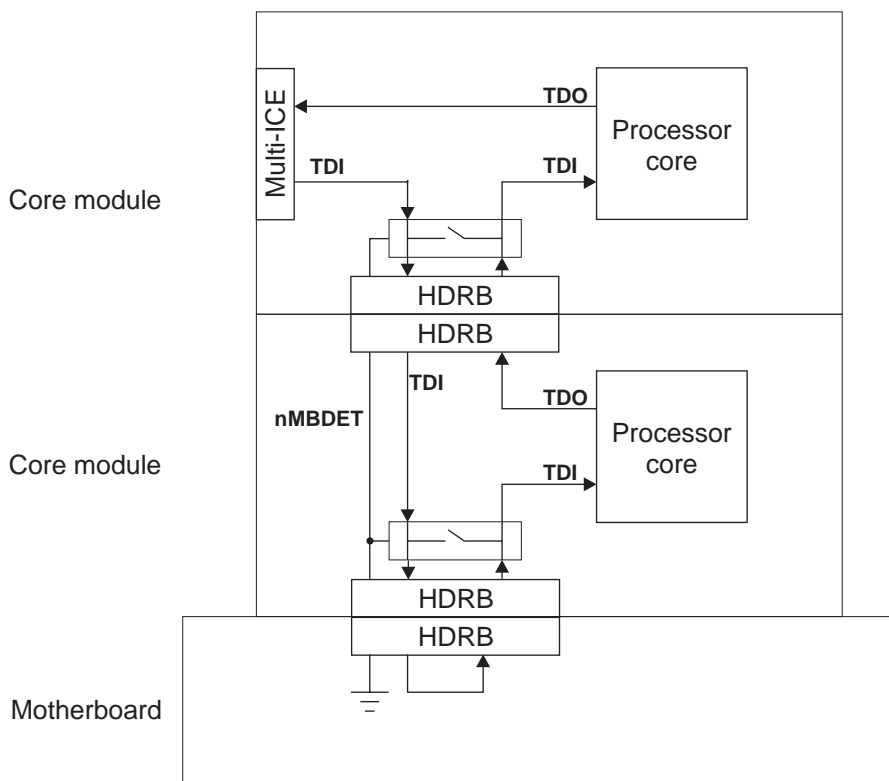 Multi-ICE
TDO
Processor
core
TDI
TDI
Core module
HDRB
HDRB
TDI
nMBDET
TDO
Processor
core
Core module
TDI
HDRB
HDRB
Motherboard